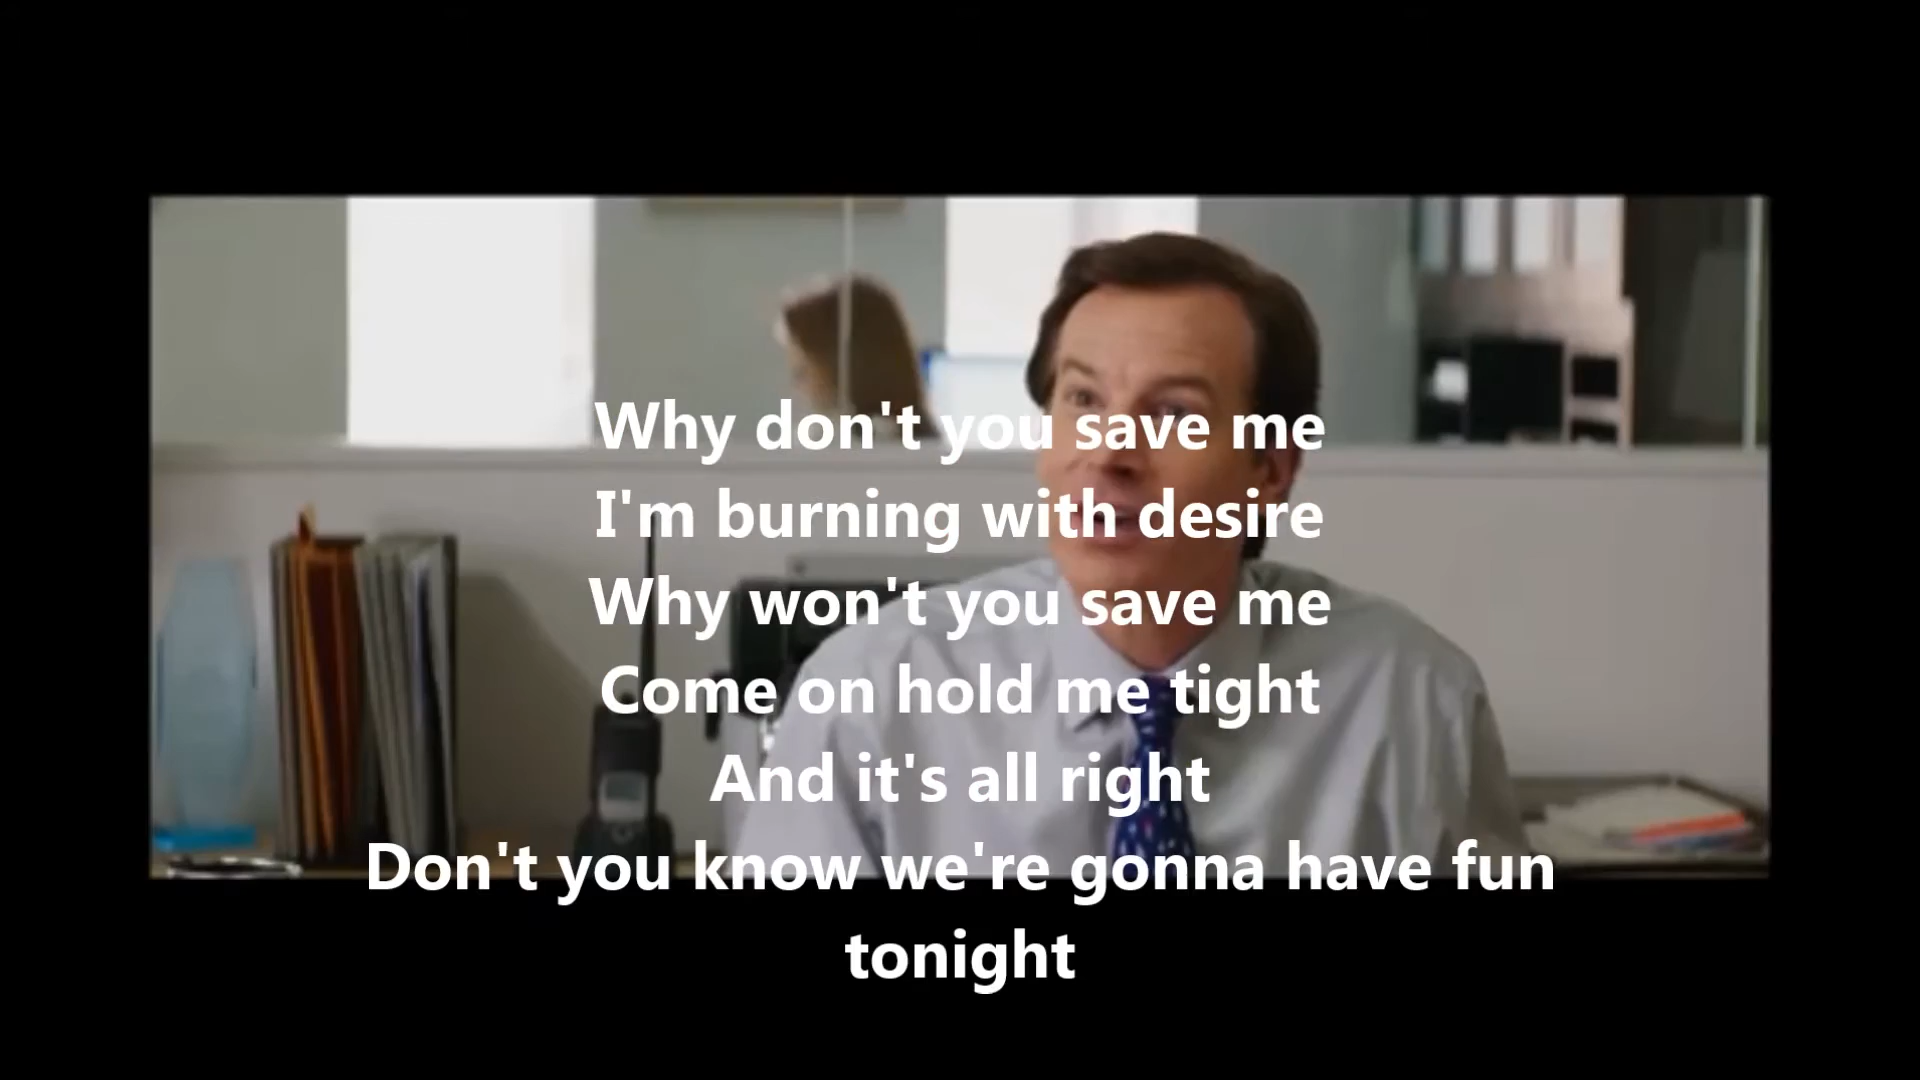 Why don't you save me
I'm burning with desire
Why won't you save me
Come on hold me tight
And it's all right
Don't you know we're gonna have fun
tonight